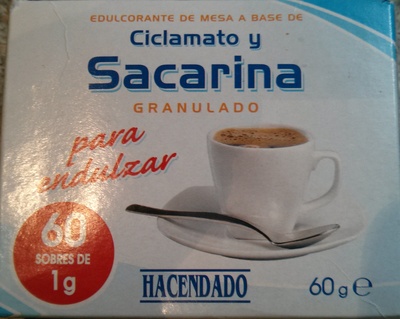 EDULCORANTE DE MESA A BASE DE
Ciclamato y
Sacarina
GRANULADO
para
endulzar
60
SOBRES DE
1g
HACENDADO
60g e